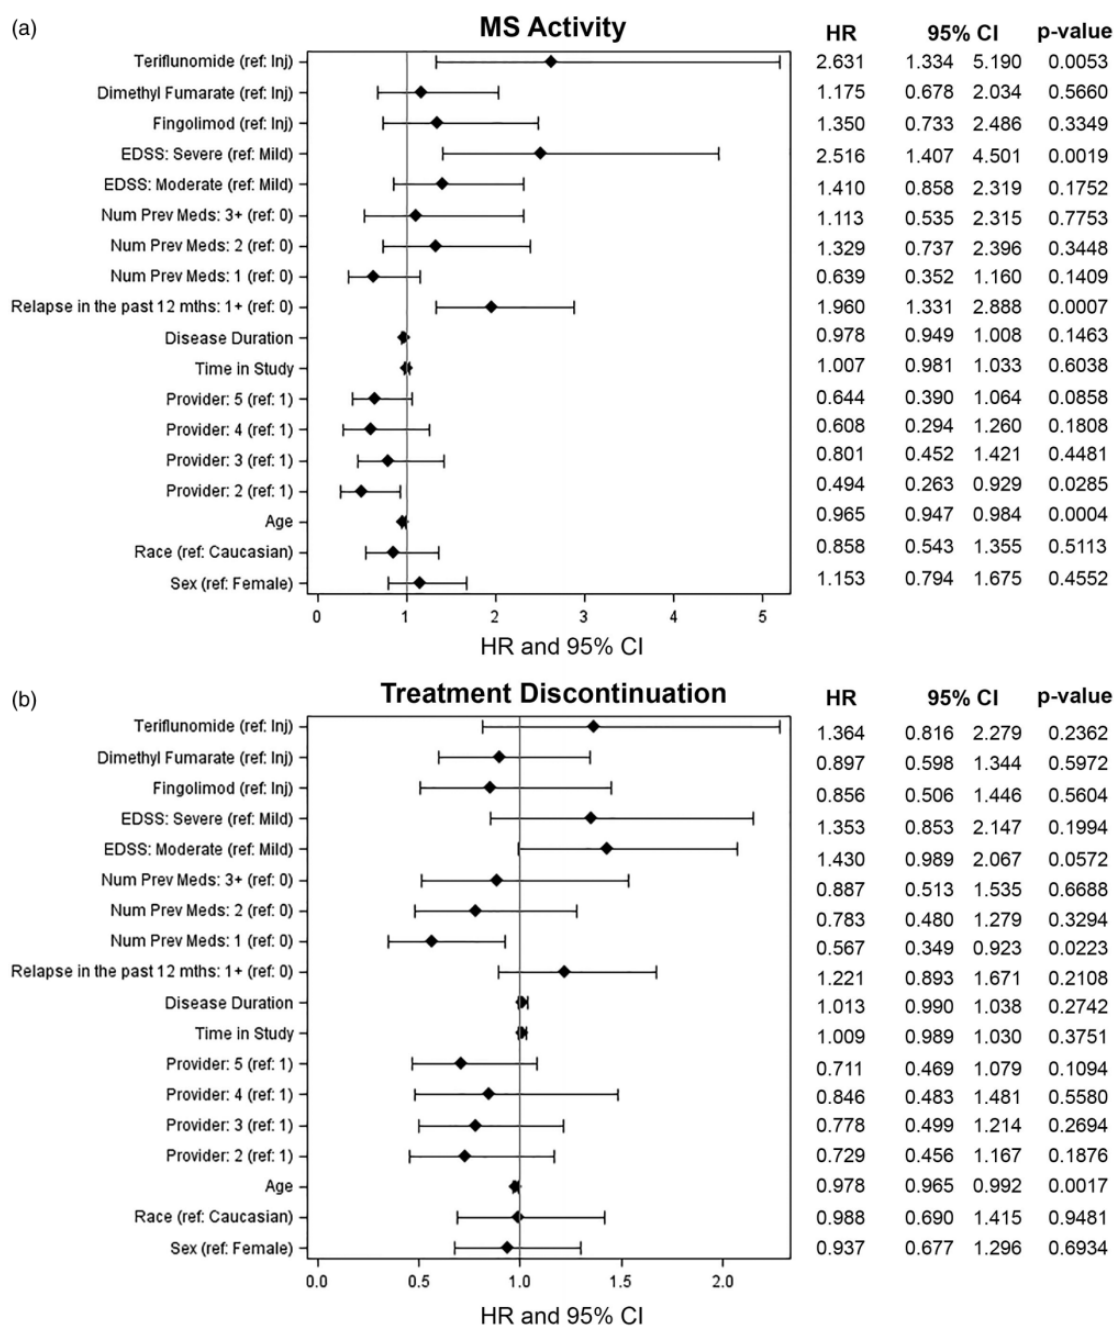 (a)
MS Activity
HR 95% CI p-value
Teriflunomide (ref: Inj) 2.631 1.334 5.190 0.0053
Dimethyl Fumarate (ref: Inj) 1.175 0.678 2.034 0.5660
Fingolimod (ref: Inj) 1.350 0.733 2.486 0.3349
EDSS: Severe (ref: Mild) 2.516 1.407 4.501 0.0019
EDSS: Moderate (ref: Mild) 1.410 0.858 2.319 0.1752
Num Prev Meds: 3+ (ref: 0) 1.113 0.535 2.315 0.7753
Num Prev Meds: 2 (ref: 0) 1.329 0.737 2.396 0.3448
Num Prev Meds: 1 (ref: 0) 0.639 0.352 1.160 0.1409
Relapse in the past 12 mths: 1+ (ref: 0) 1.960 1.331 2.888 0.0007
Disease Duration 0.978 0.949 1.008 0.1463
Time in Study 1.007 0.981 1.033 0.6038
Provider: 5 (ref: 1) 0.644 0.390 1.064 0.0858
Provider: 4 (ref: 1) 0.608 0.294 1.260 0.1808
Provider: 3 (ref: 1) 0.801 0.452 1.421 0.4481
Provider: 2 (ref: 1) 0.494 0.263 0.929 0.0285
Age 0.965 0.947 0.984 0.0004
Race (ref: Caucasian) 0.858 0.543 1.355 0.5113
Sex (ref: Female) 1.153 0.794 1.675 0.4552
0 1 2 3 4 5
HR and 95% CI
(b)
Treatment Discontinuation
HR 95% CI p-value
Teriflunomide (ref: Inj) 1.364 0.816 2.279 0.2362
Dimethyl Fumarate (ref: Inj) 0.897 0.598 1.344 0.5972
Fingolimod (ref: Inj) 0.856 0.506 1.446 0.5604
EDSS: Severe (ref: Mild) 1.353 0.853 2.147 0.1994
EDSS: Moderate (ref: Mild) 1.430 0.989 2.067 0.0572
Num Prev Meds: 3+ (ref: 0) 0.887 0.513 1.535 0.6688
Num Prev Meds: 2 (ref: 0) 0.783 0.480 1.279 0.3294
Num Prev Meds: 1 (ref: 0) 0.567 0.349 0.923 0.0223
Relapse in the past 12 mths: 1+ (ref: 0) 1.221 0.893 1.671 0.2108
Disease Duration 1.013 0.990 1.038 0.2742
Time in Study 1.009 0.989 1.030 0.3751
Provider: 5 (ref: 1) 0.711 0.469 1.079 0.1094
Provider: 4 (ref: 1) 0.846 0.483 1.481 0.5580
Provider: 3 (ref: 1) 0.778 0.499 1.214 0.2694
Provider: 2 (ref: 1) 0.729 0.456 1.167 0.1876
Age 0.978 0.965 0.992 0.0017
Race (ref: Caucasian) 0.988 0.690 1.415 0.9481
Sex (ref: Female) 0.937 0.677 1.296 0.6934
0.0 0.5 1.0 1.5 2.0
HR and 95% CI